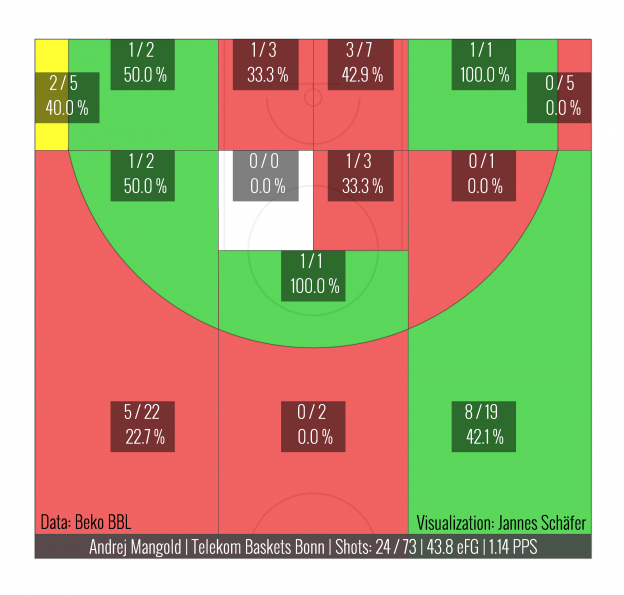 1 / 2
50.0 %
1 / 3
33.3 %
3 / 7
42.9 %
1 / 1
100.0 %
2 / 5
40.0 %
0 / 5
0.0 %
1 / 2
50.0 %
0 / 0
0.0 %
1 / 3
33.3 %
0 / 1
0.0 %
1 / 1
100.0 %
5 / 22
22.7 %
0 / 2
0.0 %
8 / 19
42.1 %
Data: Beko BBL
Visualization: Jannes Schäfer
Andrej Mangold | Telekom Baskets Bonn | Shots: 24 / 73 | 43.8 eFG | 1.14 PPS